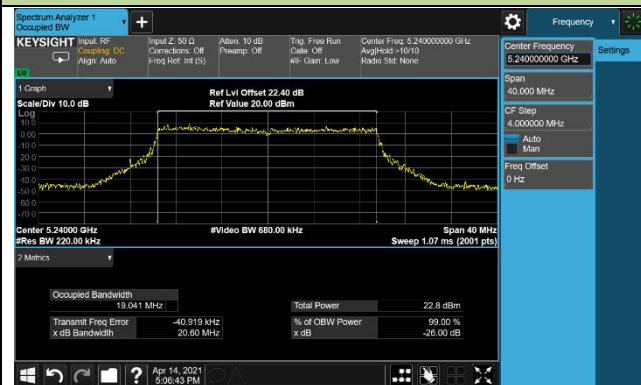 Spectrum Analyzer 1
Occupied BW
Frequency
KEYSIGHT
Input: RF
Coupling: DC
Align: Auto
Input Z: 50 Ω
Corrections: Off
Freq Ref: Int (S)
Atten: 10 dB
Preamp: Off
Trig: Free Run
Gate: Off
#IF Gain: Low
Center Freq: 5.240000000 GHz
Avg|Hold:>10/10
Radio Std: None
Center Frequency
5.240000000 GHz
Settings
Span
40.000 MHz
CF Step
4.000000 MHz
Auto
Man
Freq Offset
0 Hz
1 Graph
Scale/Div 10.0 dB
Ref Lvl Offset 22.40 dB
Ref Value 20.00 dBm
Log
10.0
0.00
-10.0
-20.0
-30.0
-40.0
-50.0
-60.0
-70.0
Center 5.24000 GHz
#Res BW 220.00 kHz
#Video BW 680.00 kHz
Span 40 MHz
Sweep 1.07 ms (2001 pts)
2 Metrics
Occupied Bandwidth
19.041 MHz
Total Power 22.8 dBm
Transmit Freq Error -40.919 kHz
% of OBW Power 99.00 %
x dB Bandwidth 20.60 MHz
x dB -26.00 dB
Apr 14, 2021
5:06:43 PM